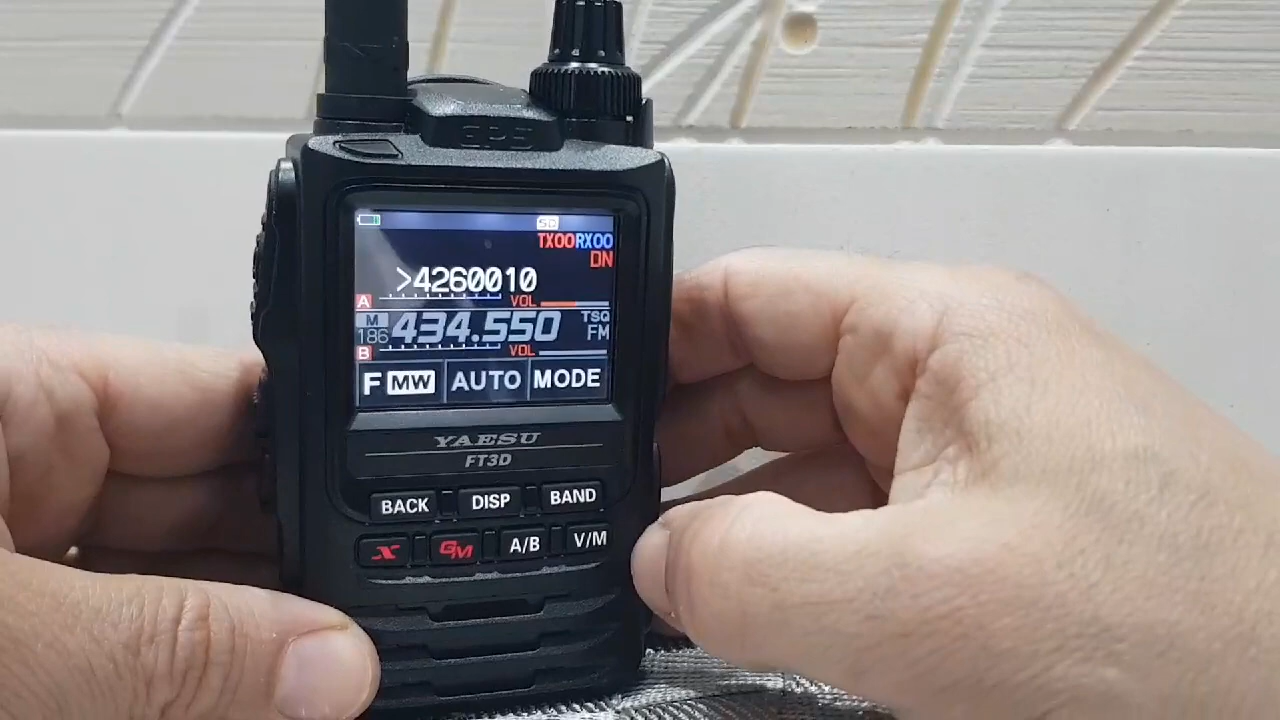 GPS
SD
TX00RX00
DN
>4260010
A VOL
M 434.550 TSQ
186 FM
B VOL
F MW AUTO MODE
YAESU
FT3D
BACK DISP BAND
X GM A/B V/M